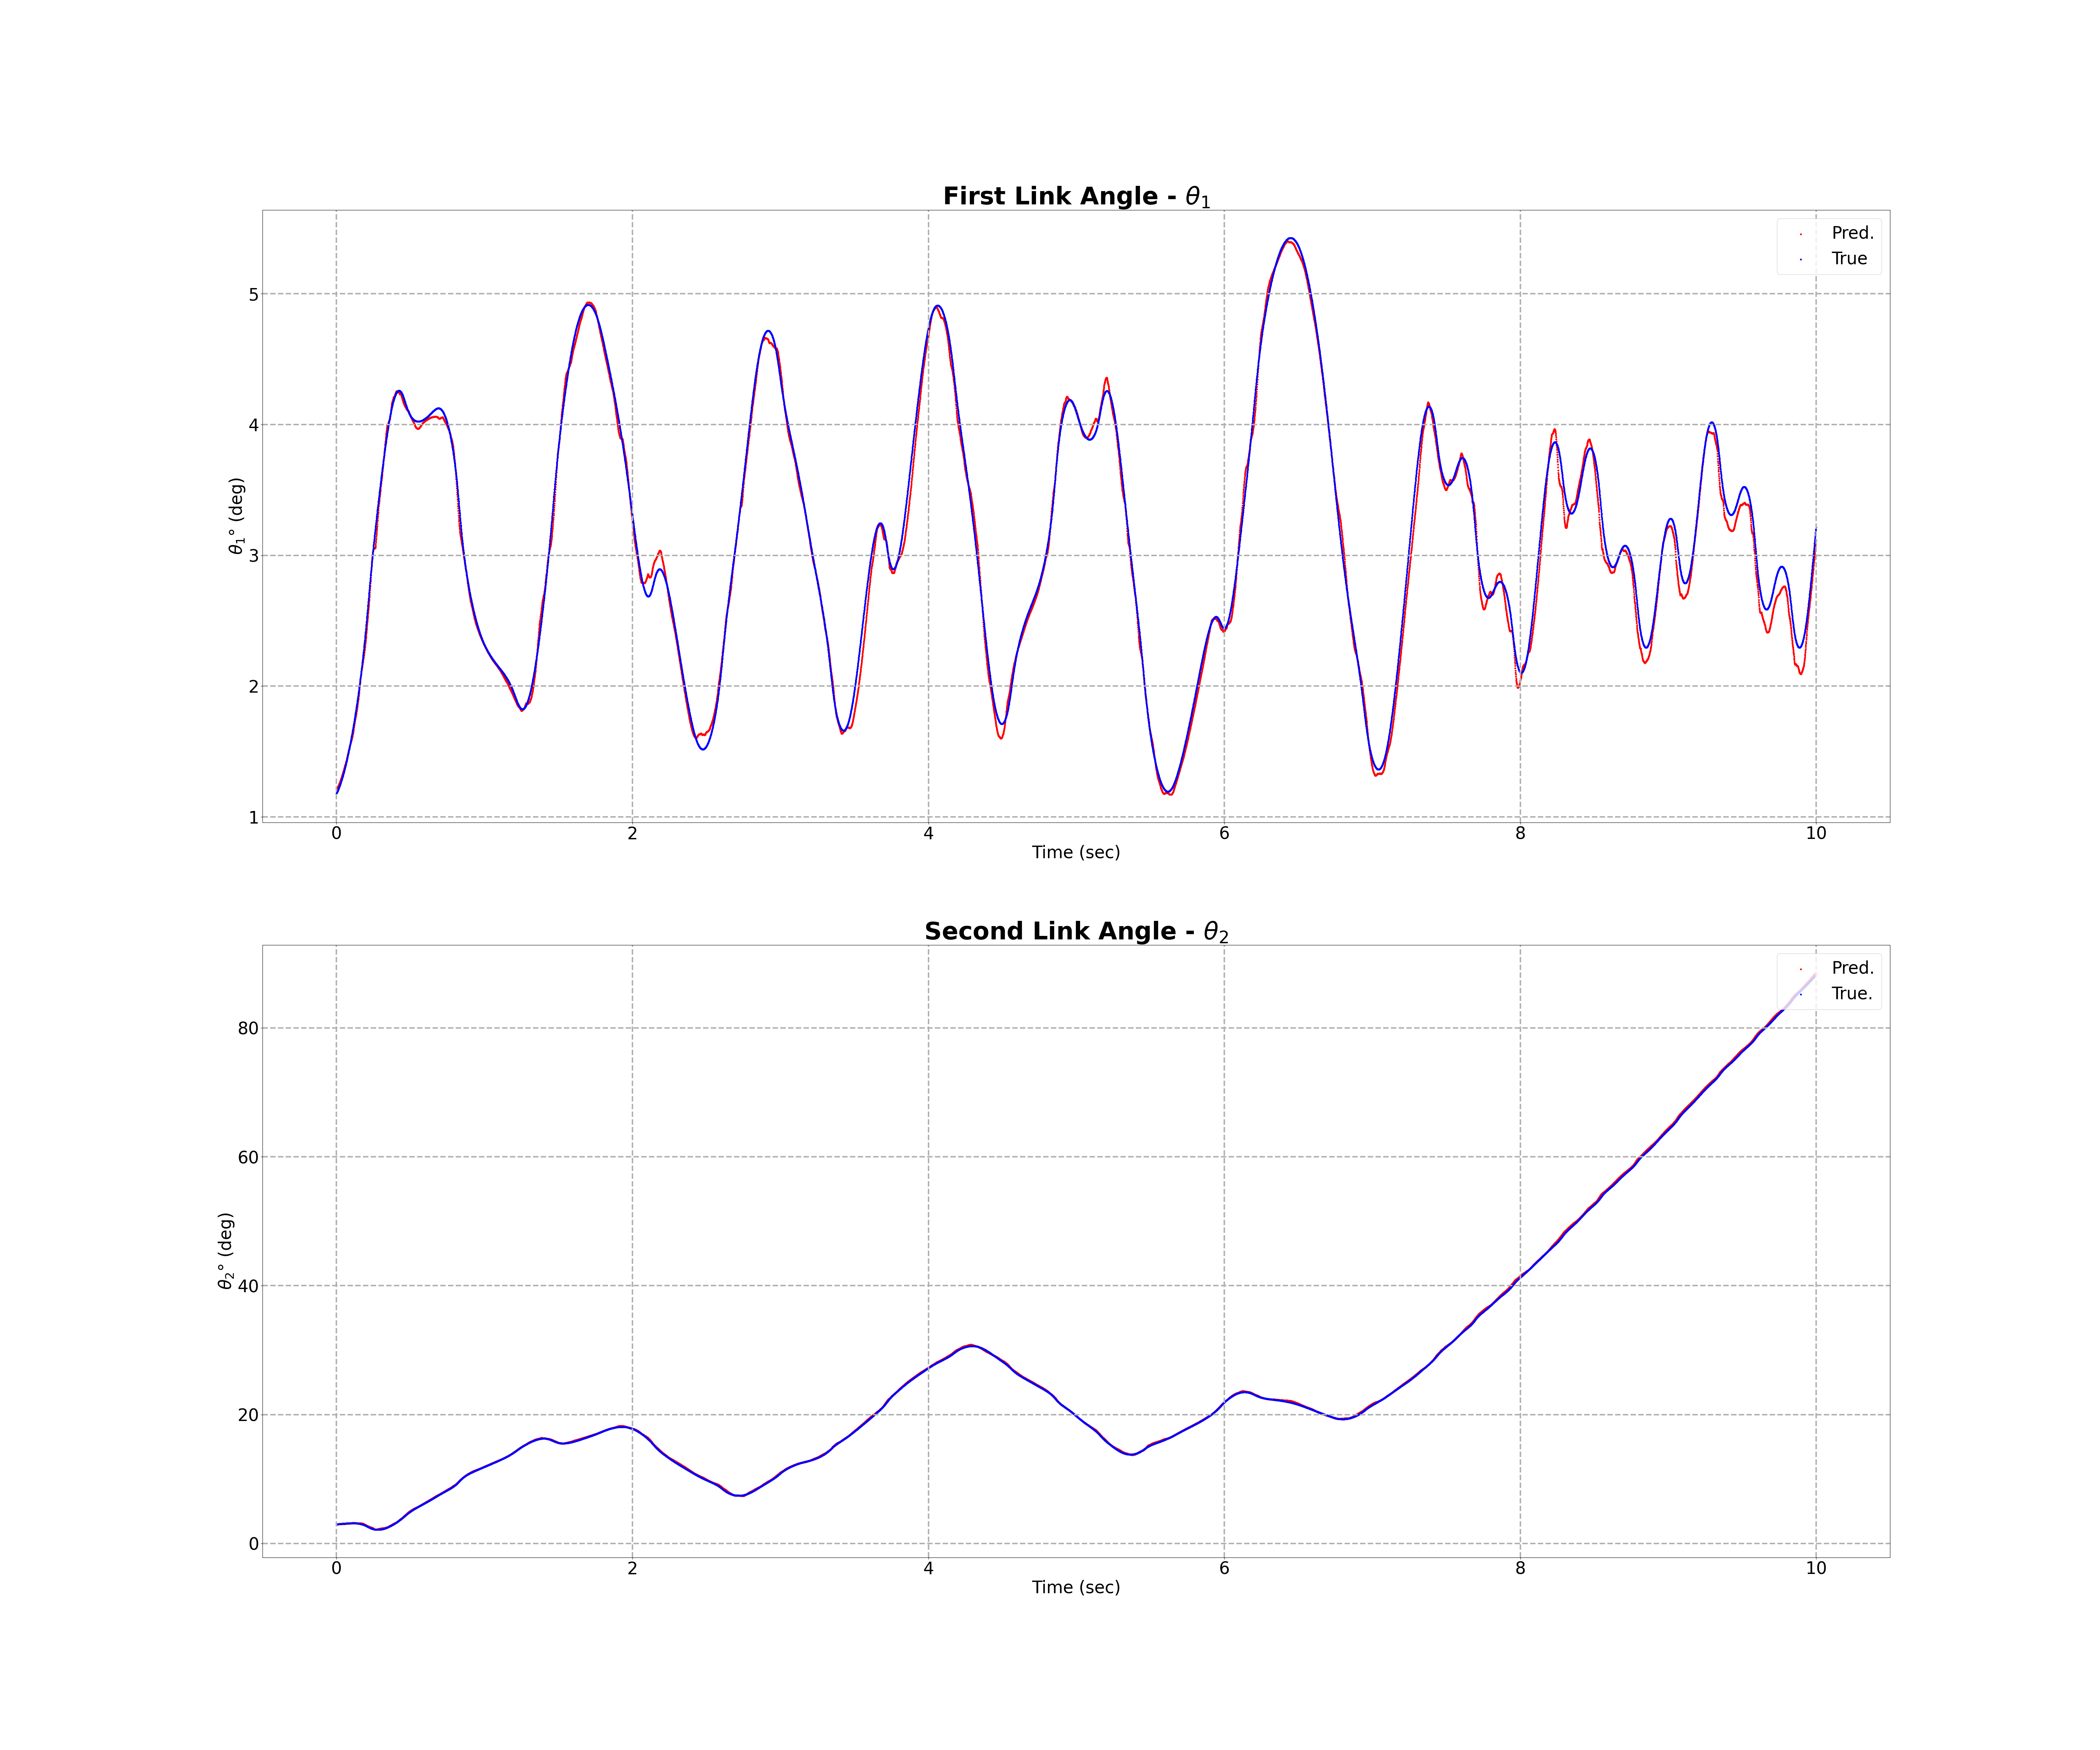 First Link Angle - θ₁
Pred.
True
5
4
3
2
1
θ₁° (deg)
0 2 4 6 8 10
Time (sec)
Second Link Angle - θ₂
Pred.
True.
80
60
40
20
0
θ₂° (deg)
0 2 4 6 8 10
Time (sec)